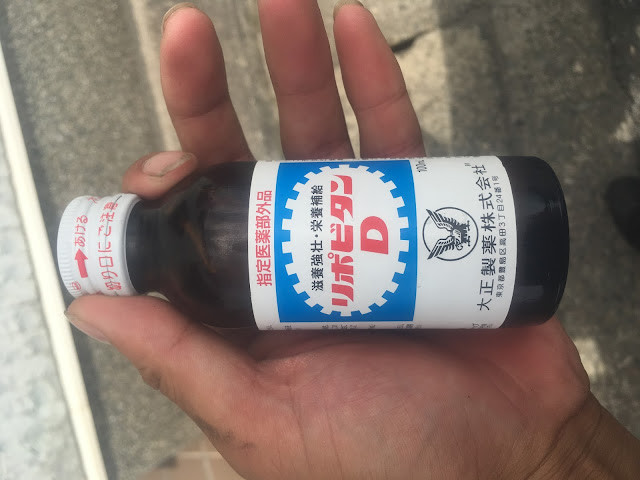 あける
切り口にご注意
指定医薬部外品
滋養強壮・栄養補給
リポビタン
D
大正製薬株式会社
東京都豊島区高田3丁目24番1号